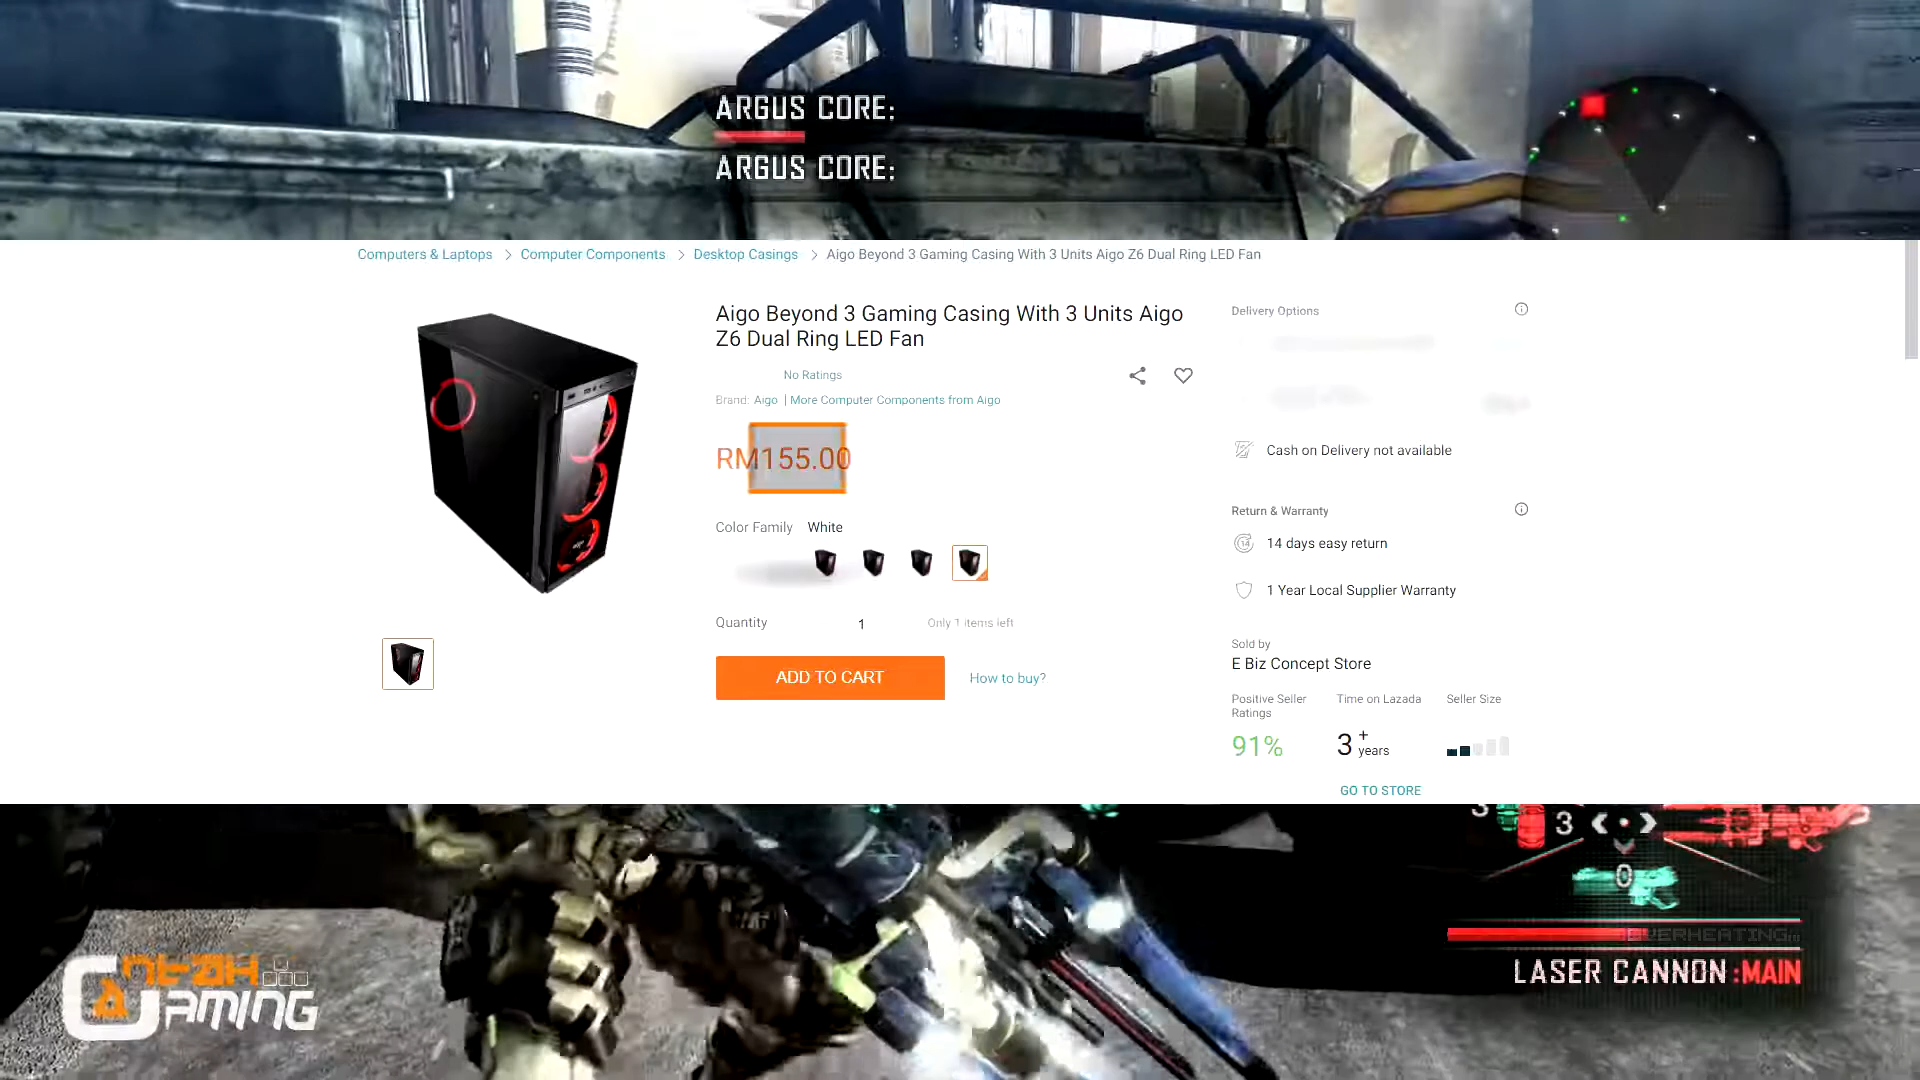 ARGUS CORE:
ARGUS CORE:
Computers & Laptops > Computer Components > Desktop Casings > Aigo Beyond 3 Gaming Casing With 3 Units Aigo Z6 Dual Ring LED Fan
Aigo Beyond 3 Gaming Casing With 3 Units Aigo
Z6 Dual Ring LED Fan
No Ratings
Brand: Aigo | More Computer Components from Aigo
RM155.00
Color Family White
Quantity 1 Only 1 items left
ADD TO CART How to buy?
Delivery Options
Cash on Delivery not available
Return & Warranty
14 days easy return
1 Year Local Supplier Warranty
Sold by
E Biz Concept Store
Positive Seller
Ratings
Time on Lazada
Seller Size
91%
3 + years
GO TO STORE
3 3
0
OVERHEATING
LASER CANNON :MAIN
GAMING